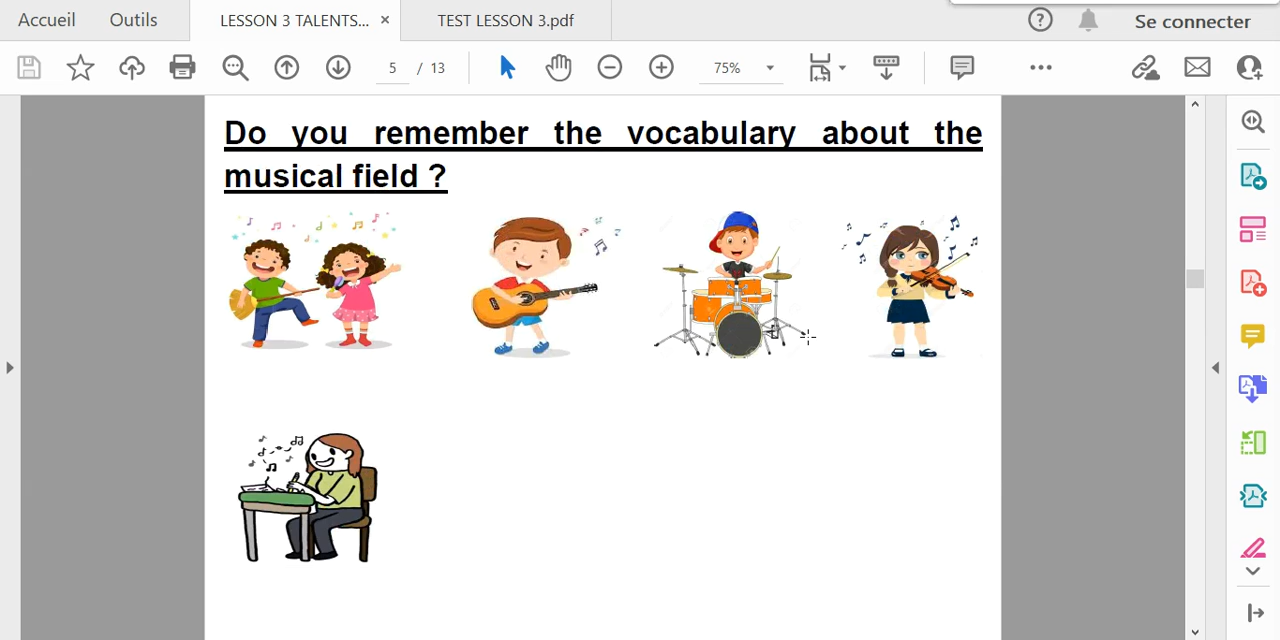 Accueil Outils LESSON 3 TALENTS... × TEST LESSON 3.pdf Se connecter
5 / 13 75%
Do you remember the vocabulary about the
musical field ?